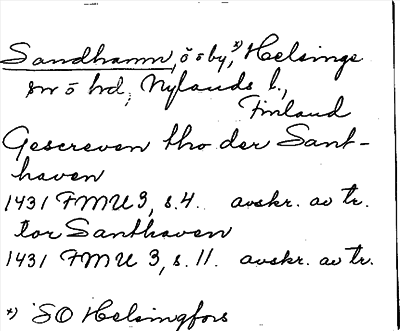 Sandhamn, ö o by, *) Helsinge
sn o hd, Nylands l.,
Finland
Gescreven tho der Sant-
haven
1431 FMU 3, s. 4. avskr. av tr.
tor Santhaven
1431 FMU 3, s. 11. avskr. av tr.
*) SO Helsingfors